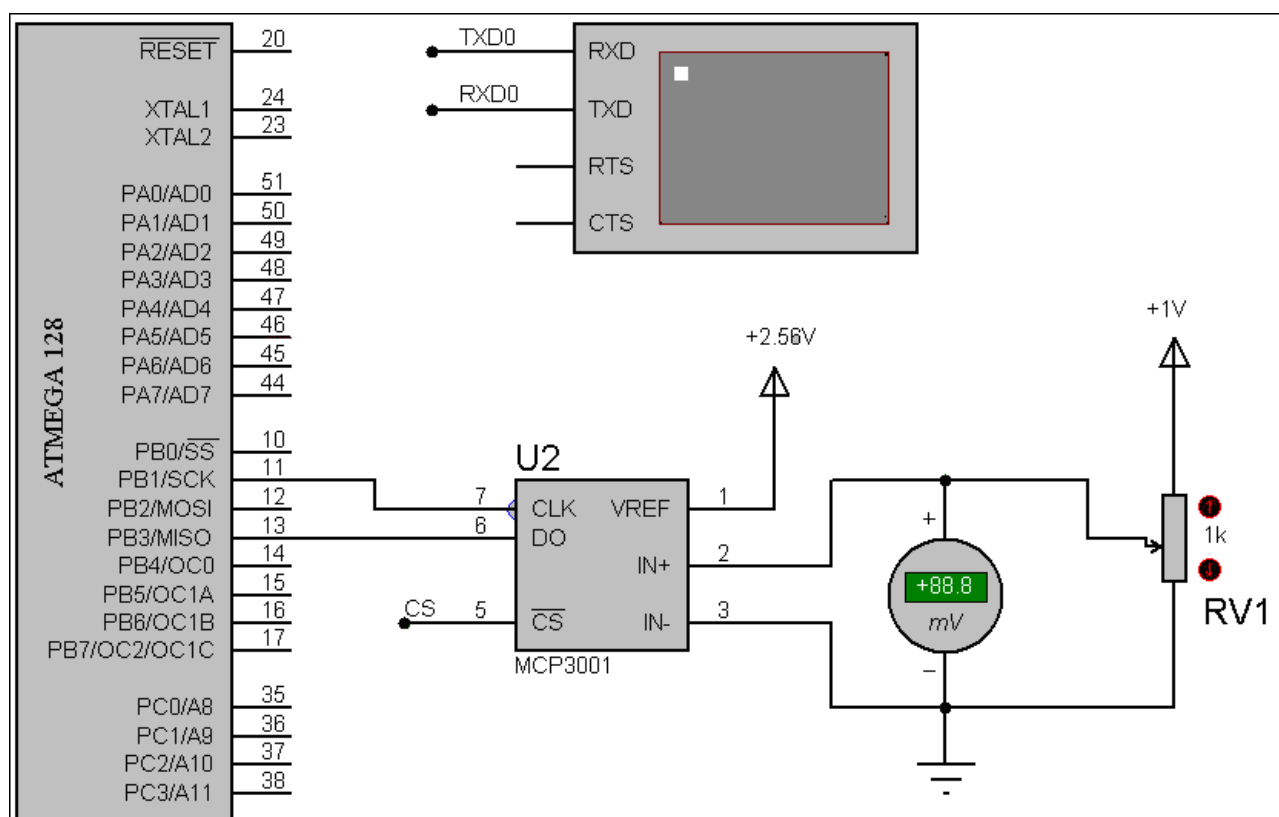 ATMEGA 128
RESET 20
XTAL1 24
XTAL2 23
PA0/AD0 51
PA1/AD1 50
PA2/AD2 49
PA3/AD3 48
PA4/AD4 47
PA5/AD5 46
PA6/AD6 45
PA7/AD7 44
PB0/SS 10
PB1/SCK 11
PB2/MOSI 12
PB3/MISO 13
PB4/OC0 14
PB5/OC1A 15
PB6/OC1B 16
PB7/OC2/OC1C 17
PC0/A8 35
PC1/A9 36
PC2/A10 37
PC3/A11 38
TXD0 RXD
RXD0 TXD
RTS
CTS
+2.56V
+1V
U2
7 CLK VREF 1
6 DO
IN+ 2
CS 5 CS IN- 3
MCP3001
+
+88.8
mV
−
1k
RV1